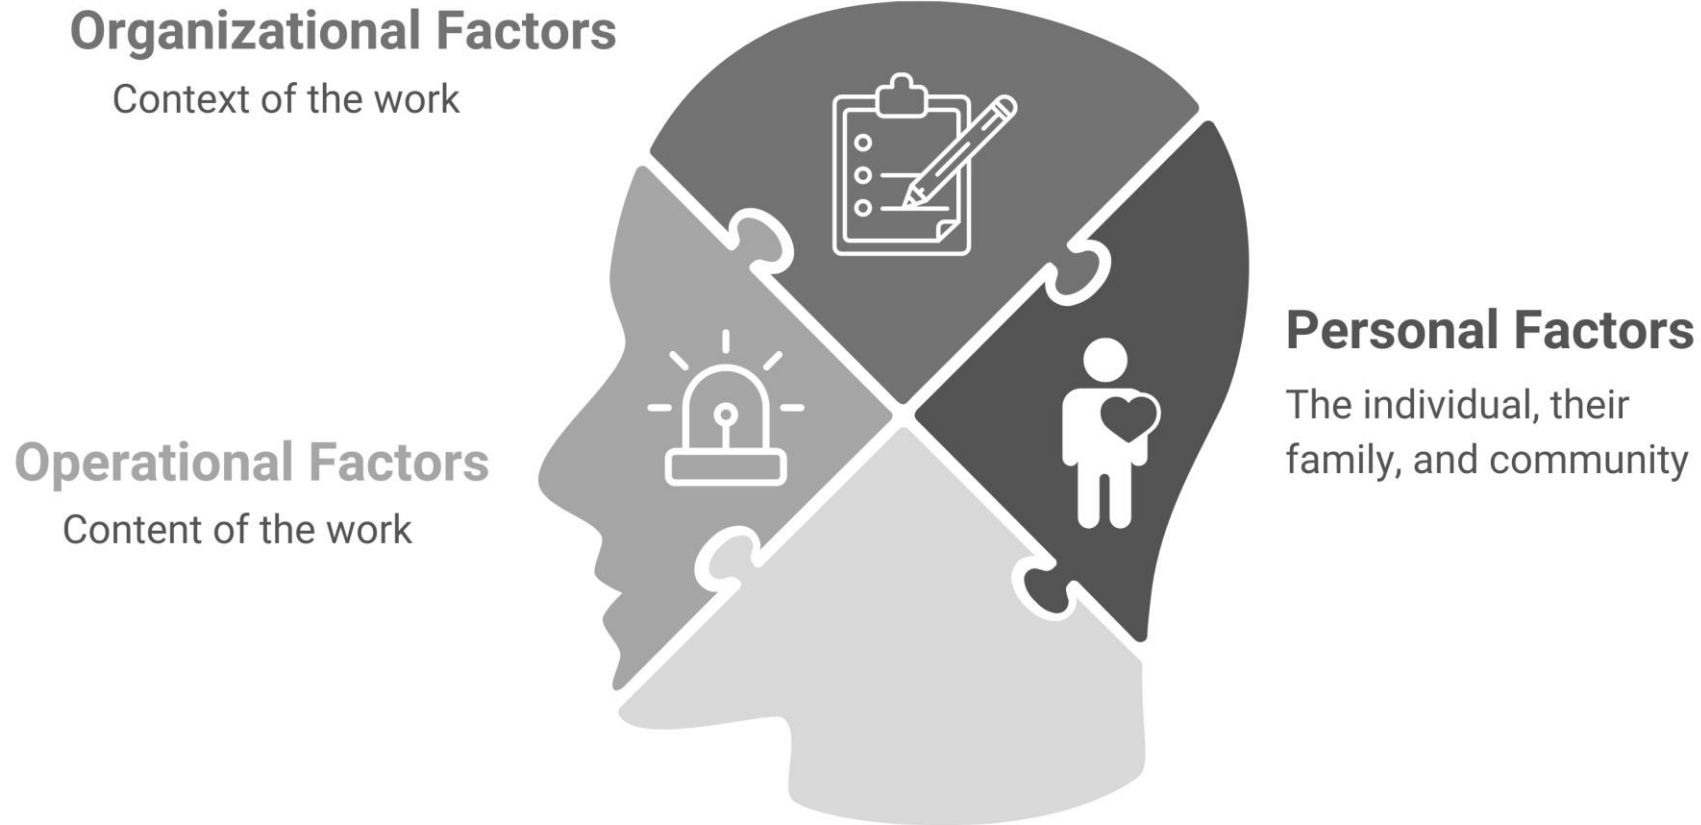 Organizational Factors
Context of the work
Personal Factors
The individual, their
family, and community
Operational Factors
Content of the work